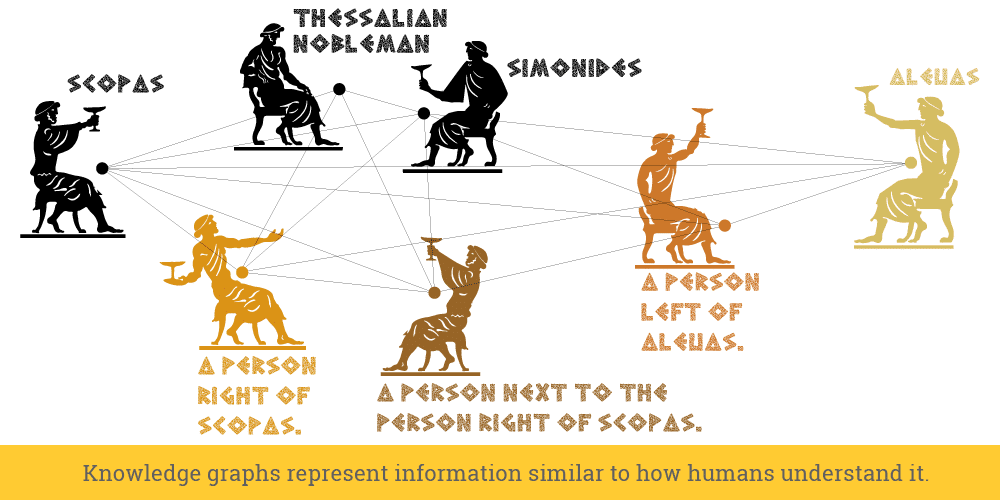 THESSALIAN
NOBLEMAN
SCOPAS
SIMONIDES
ALEUAS
A PERSON
LEFT OF
ALEUAS.
A PERSON
RIGHT OF
SCOPAS.
A PERSON NEXT TO THE
PERSON RIGHT OF SCOPAS.
Knowledge graphs represent information similar to how humans understand it.